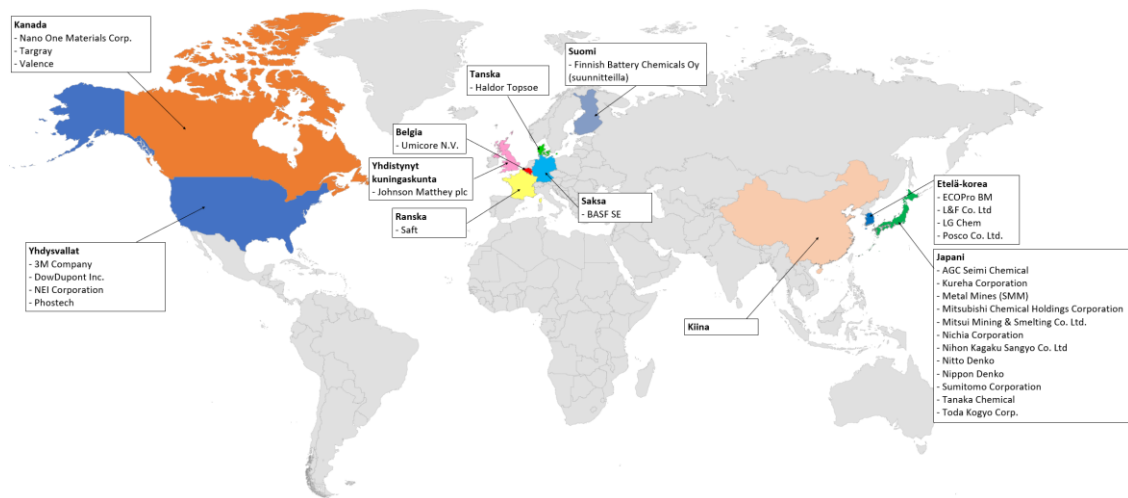 Kanada
- Nano One Materials Corp.
- Targray
- Valence
Suomi
- Finnish Battery Chemicals Oy
(suunnitteilla)
Tanska
- Haldor Topsoe
Belgia
- Umicore N.V.
Yhdistynyt
kuningaskunta
- Johnson Matthey plc
Ranska
- Saft
Saksa
- BASF SE
Yhdysvallat
- 3M Company
- DowDupont Inc.
- NEI Corporation
- Phostech
Kiina
Etelä-korea
- ECOPro BM
- L&F Co. Ltd
- LG Chem
- Posco Co. Ltd.
Japani
- AGC Seimi Chemical
- Kureha Corporation
- Metal Mines (SMM)
- Mitsubishi Chemical Holdings Corporation
- Mitsui Mining & Smelting Co. Ltd.
- Nichia Corporation
- Nihon Kagaku Sangyo Co. Ltd
- Nitto Denko
- Nippon Denko
- Sumitomo Corporation
- Tanaka Chemical
- Toda Kogyo Corp.